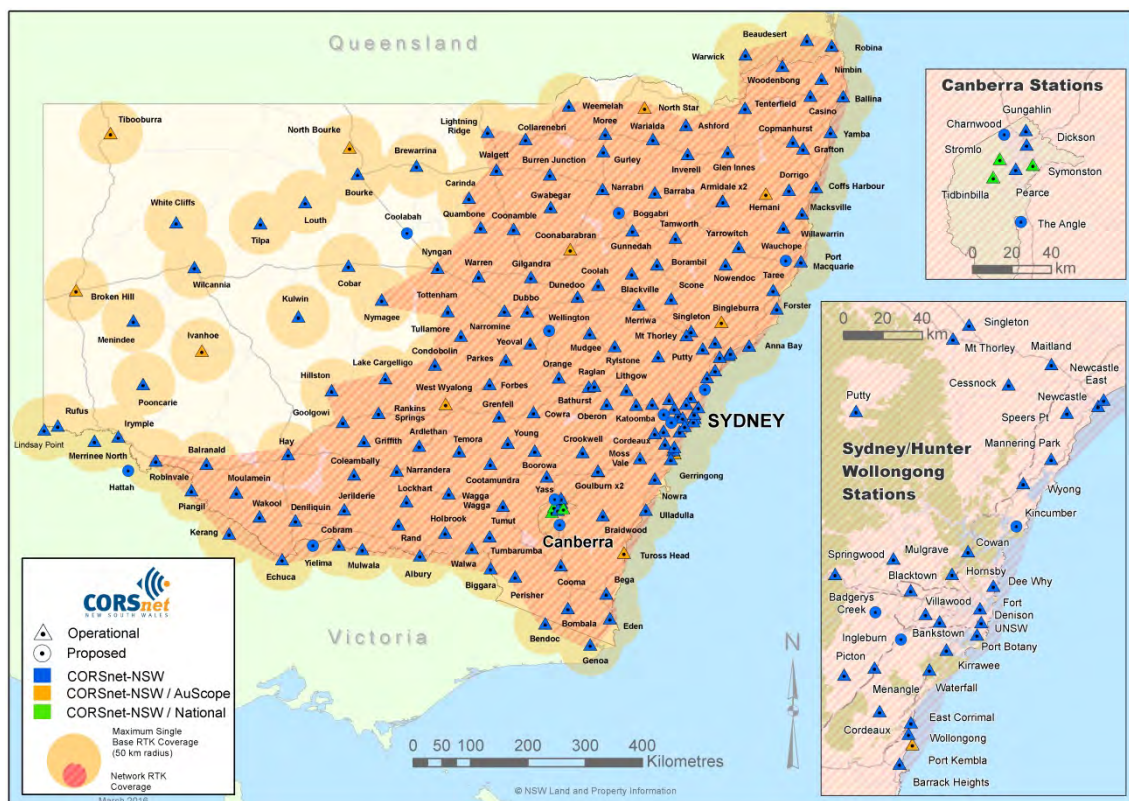 Queensland
Beaudesert
Robina
Warwick
Woodenbong
Nimbin
Tibooburra
North Bourke
Lightning
Ridge
Weemelah
North Star
Tenterfield
Ballina
Collarenebri
Moree
Warialda
Ashford
Casino
Brewarrina
Walgett
Copmanhurst
Yamba
Burren Junction
Gurley
Grafton
Bourke
Inverell
Glen Innes
Carinda
Gwabegar
Narrabri
Barraba
Armidale x2
Dorrigo
Coffs Harbour
White Cliffs
Louth
Quambone
Coonamble
Boggabri
Hernani
Macksville
Tilpa
Coolabah
Coonabarabran
Tamworth
Willawarrin
Nyngan
Gunnedah
Yarrowitch
Wauchope
Warren
Gilgandra
Coolah
Borambil
Port
Macquarie
Wilcannia
Cobar
Dunedoo
Nowendoc
Taree
Broken Hill
Kulwin
Tottenham
Dubbo
Blackville
Scone
Nymagee
Bingleburra
Forster
Menindee
Ivanhoe
Tullamore
Narromine
Wellington
Merriwa
Singleton
Yeoval
Mt Thorley
Condobolin
Mudgee
Anna Bay
Lake Cargelligo
Parkes
Orange
Rylstone
Putty
Hillston
Raglan
Lithgow
Pooncarie
West Wyalong
Forbes
Bathurst
Rufus
Goolgowi
Rankins
Springs
Grenfell
Cowra
Oberon
Katoomba
SYDNEY
Irymple
Lindsay Point
Hay
Ardlethan
Young
Crookwell
Cordeaux
Merrinee North
Balranald
Griffith
Temora
Moss
Vale
Coleambally
Boorowa
Hattah
Robinvale
Narrandera
Cootamundra
Gerringong
Moulamein
Yass
Goulburn x2
Jerilderie
Lockhart
Wagga
Wagga
Nowra
Piangil
Wakool
Deniliquin
Tumut
Ulladulla
Holbrook
Braidwood
Kerang
Cobram
Rand
Canberra
Tumbarumba
Tuross Head
Echuca
Yielima
Mulwala
Albury
Walwa
Bega
Biggara
Cooma
Perisher
Victoria
Bombala
Eden
Bendoc
Genoa
CORSnet
NEW SOUTH WALES
Operational
Proposed
CORSnet-NSW
CORSnet-NSW / AuScope
CORSnet-NSW / National
Maximum Single
Base RTK Coverage
(50 km radius)
Network RTK
Coverage
March 2016
0 50 100 200 300 400
Kilometres
© NSW Land and Property Information
N
Canberra Stations
Gungahlin
Charnwood
Dickson
Stromlo
Symonston
Tidbinbilla
Pearce
The Angle
0 20 40
km
0 20 40
km
Singleton
Mt Thorley
Maitland
Cessnock
Newcastle
East
Putty
Newcastle
Speers Pt
Sydney/Hunter
Wollongong
Stations
Mannering Park
Wyong
Kincumber
Cowan
Springwood
Mulgrave
Hornsby
Blacktown
Dee Why
Badgerys
Creek
Villawood
Fort
Denison
UNSW
Ingleburn
Bankstown
Port Botany
Picton
Kirrawee
Menangle
Waterfall
Cordeaux
East Corrimal
Wollongong
Port Kembla
Barrack Heights